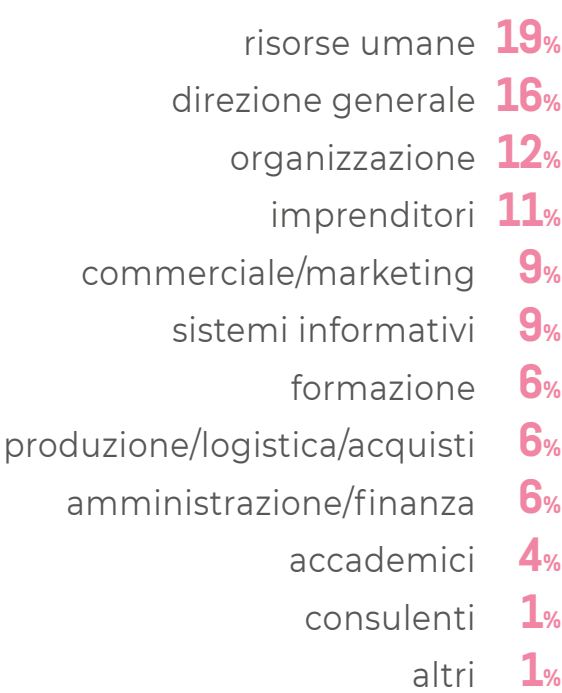 risorse umane 19%
direzione generale 16%
organizzazione 12%
imprenditori 11%
commerciale/marketing 9%
sistemi informativi 9%
formazione 6%
produzione/logistica/acquisti 6%
amministrazione/finanza 6%
accademici 4%
consulenti 1%
altri 1%